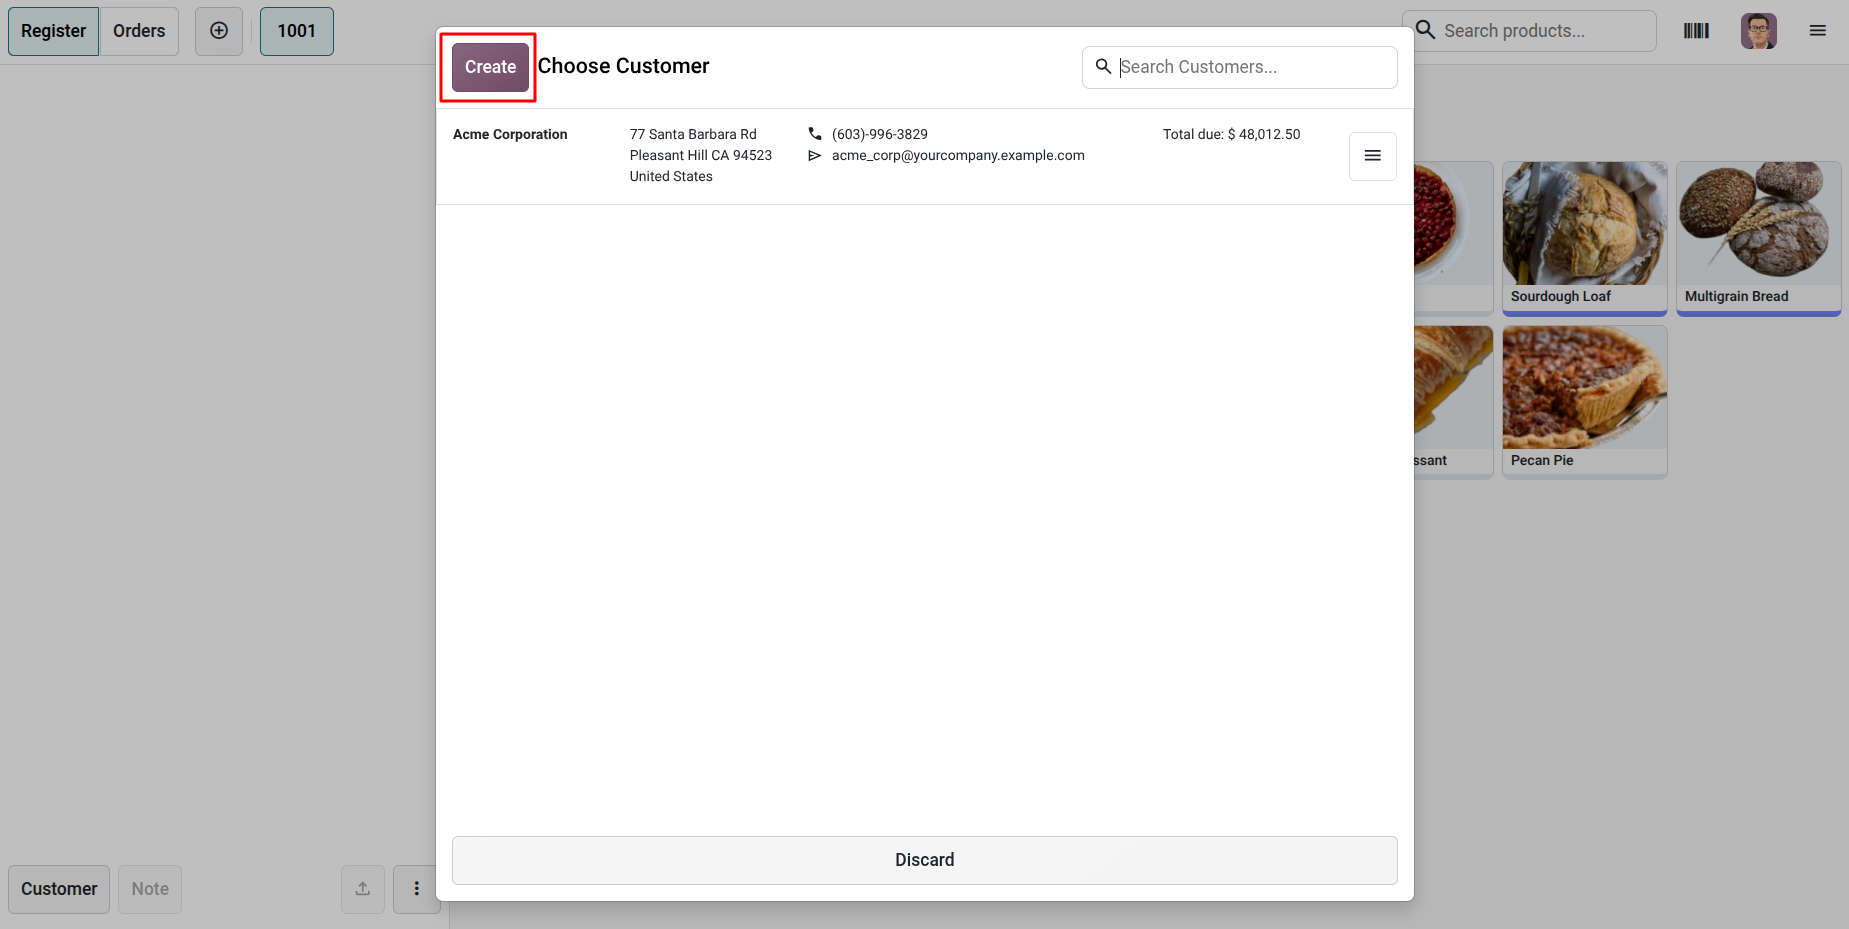 Register
Orders
1001
Search products...
Create
Choose Customer
Search Customers...
Acme Corporation
77 Santa Barbara Rd
Pleasant Hill CA 94523
United States
(603)-996-3829
acme_corp@yourcompany.example.com
Total due: $ 48,012.50
Sourdough Loaf
Multigrain Bread
ssant
Pecan Pie
Discard
Customer
Note